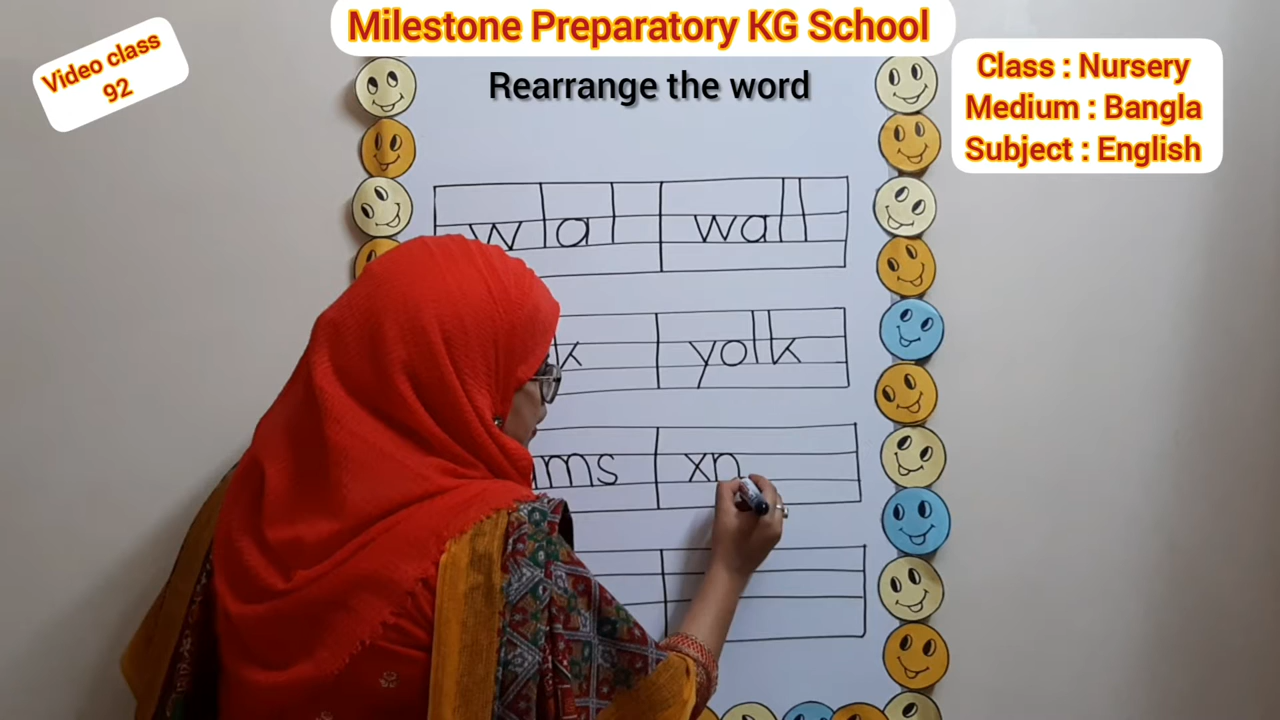 Milestone Preparatory KG School
Video class
92
Rearrange the word
Class : Nursery
Medium : Bangla
Subject : English
w l a l wall
k yolk
ms xn